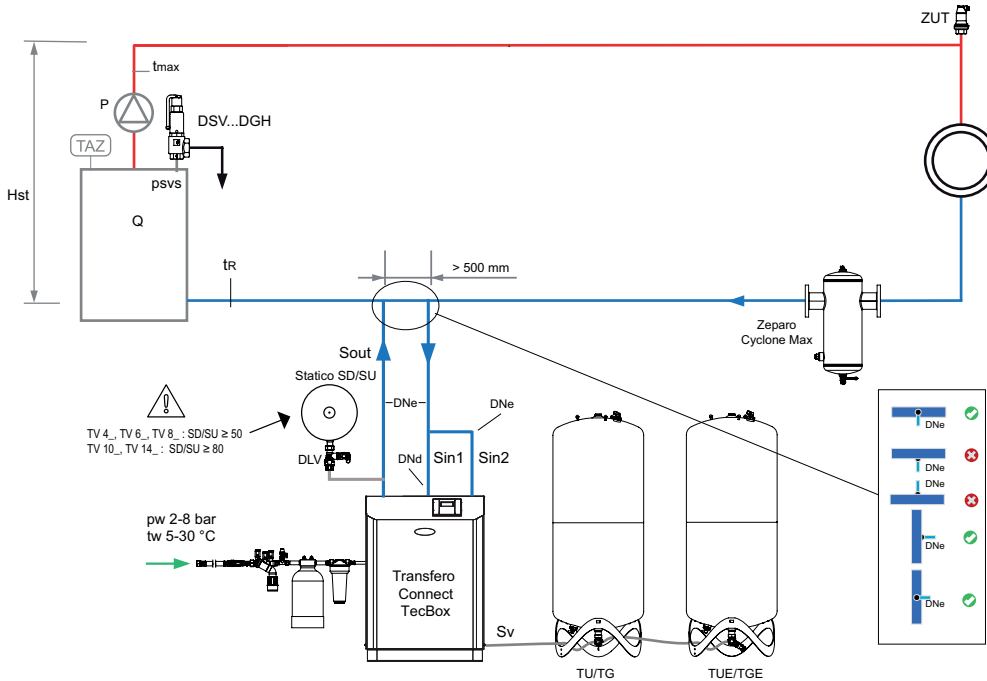 ZUT
tmax
P
DSV...DGH
TAZ
psvs
Hst
Q
tR
> 500 mm
Zeparo
Cyclone Max
Sout
Statico SD/SU
DNe
DNe
TV 4_, TV 6_, TV 8_ : SD/SU ≥ 50
TV 10_, TV 14_ : SD/SU ≥ 80
DLV
DNd
Sin1
Sin2
pw 2-8 bar
tw 5-30 °C
Transfero
Connect
TecBox
Sv
TU/TG
TUE/TGE
DNe
DNe
DNe
DNe
DNe